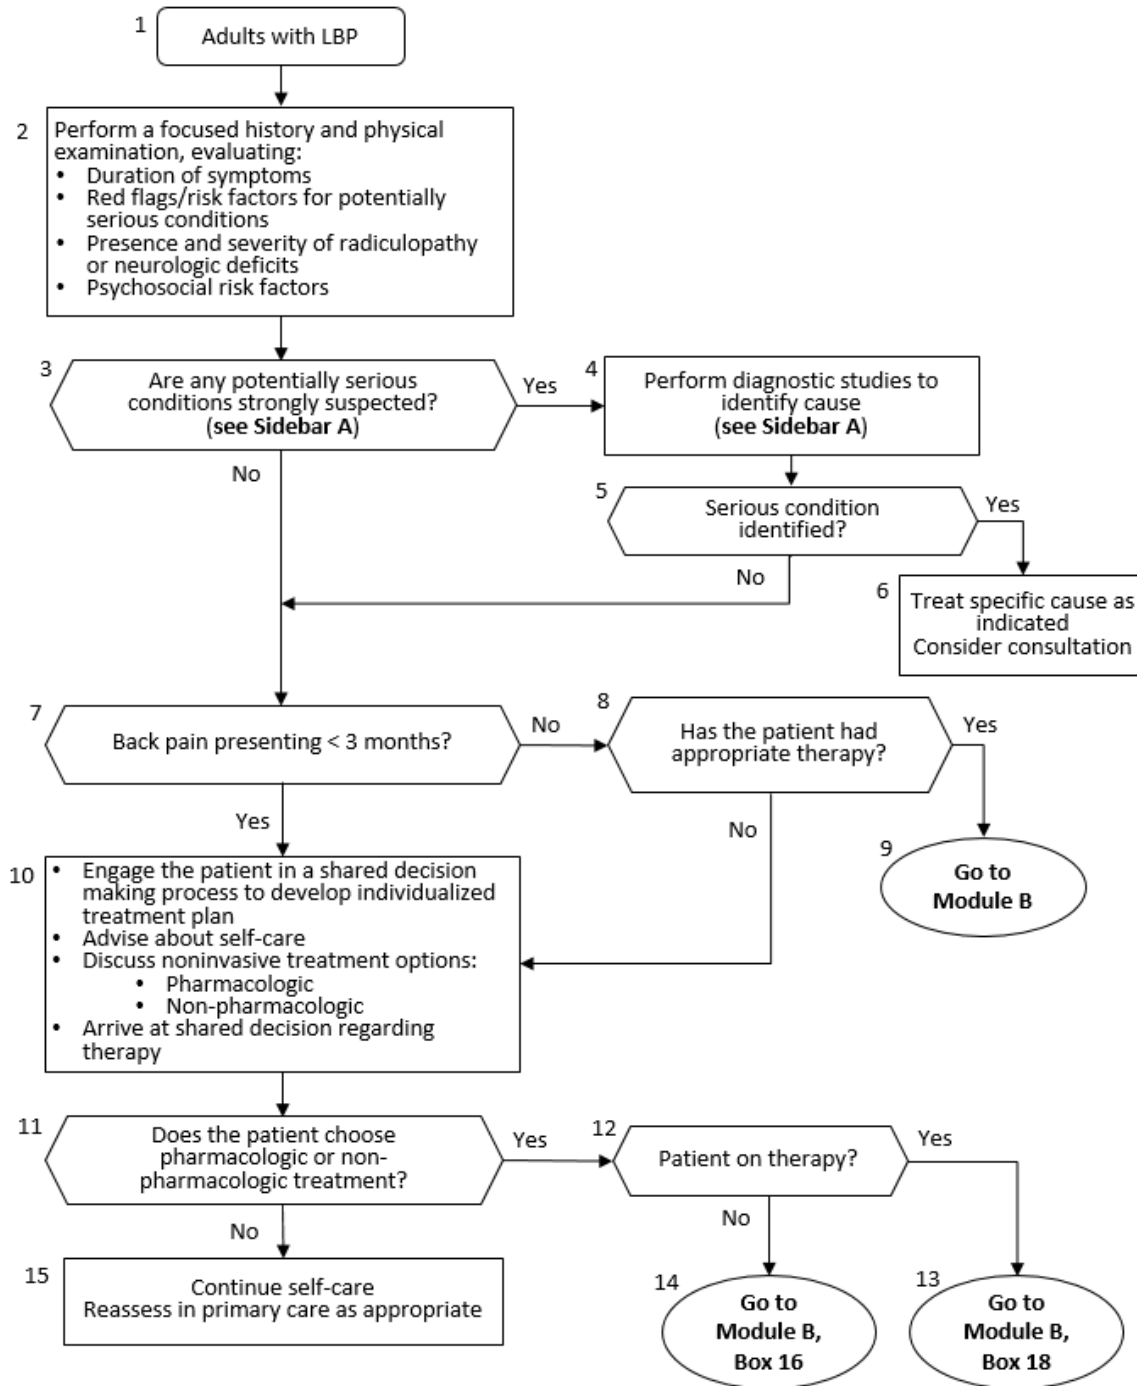 1
Adults with LBP
2
Perform a focused history and physical
examination, evaluating:
• Duration of symptoms
• Red flags/risk factors for potentially
serious conditions
• Presence and severity of radiculopathy
or neurologic deficits
• Psychosocial risk factors
3
Are any potentially serious
conditions strongly suspected?
(see Sidebar A)
Yes
No
4
Perform diagnostic studies to
identify cause
(see Sidebar A)
5
Serious condition
identified?
Yes
No
6
Treat specific cause as
indicated
Consider consultation
7
Back pain presenting < 3 months?
No
Yes
8
Has the patient had
appropriate therapy?
Yes
No
9
Go to
Module B
10
• Engage the patient in a shared decision
making process to develop individualized
treatment plan
• Advise about self-care
• Discuss noninvasive treatment options:
• Pharmacologic
• Non-pharmacologic
• Arrive at shared decision regarding
therapy
11
Does the patient choose
pharmacologic or non-
pharmacologic treatment?
Yes
No
12
Patient on therapy?
Yes
No
13
Go to
Module B,
Box 18
14
Go to
Module B,
Box 16
15
Continue self-care
Reassess in primary care as appropriate